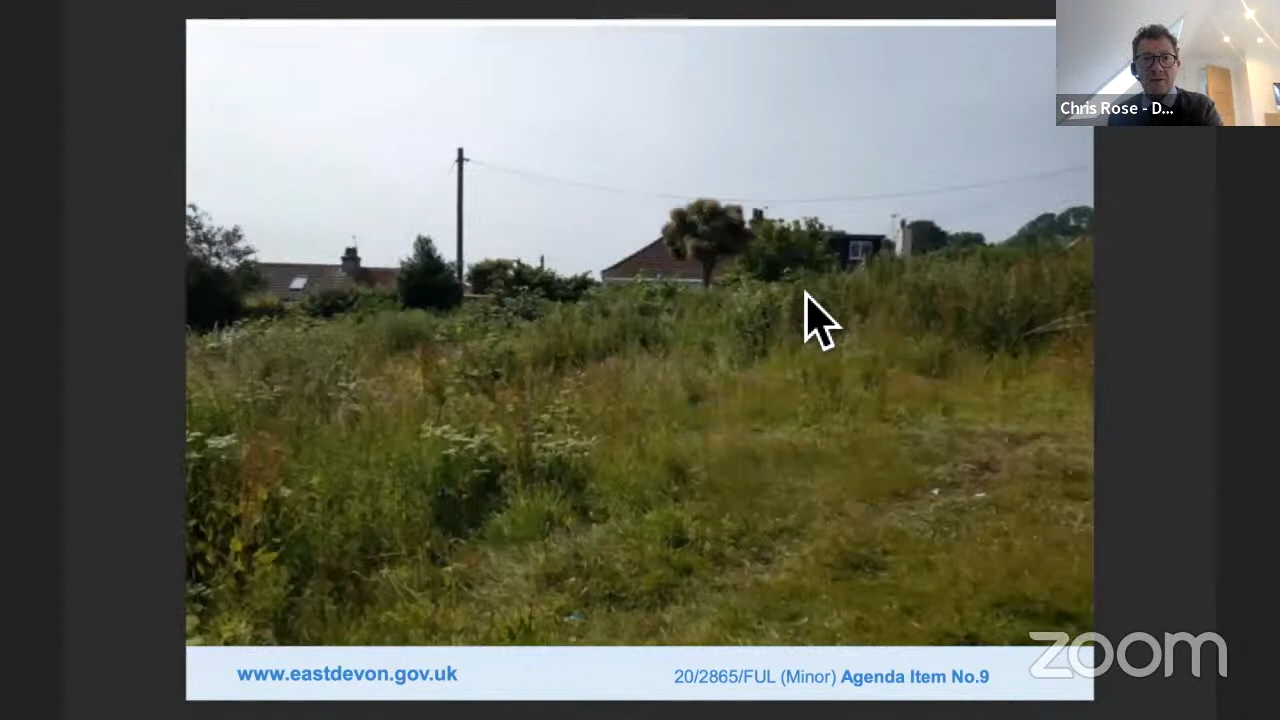 Chris Rose - D...
www.eastdevon.gov.uk
20/2865/FUL (Minor) Agenda Item No.9
zoom